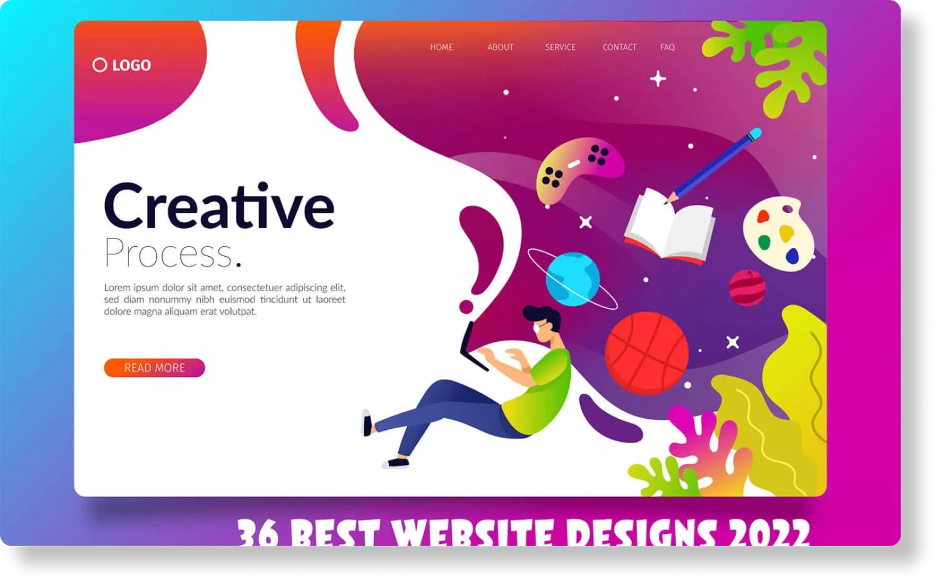 HOME ABOUT SERVICE CONTACT FAQ
LOGO
Creative
Process.
Lorem ipsum dolor sit amet, consectetuer adipiscing elit,
sed diam nonummy nibh euismod tincidunt ut laoreet
dolore magna aliquam erat volutpat.
READ MORE
36 BEST WEBSITE DESIGNS 2022